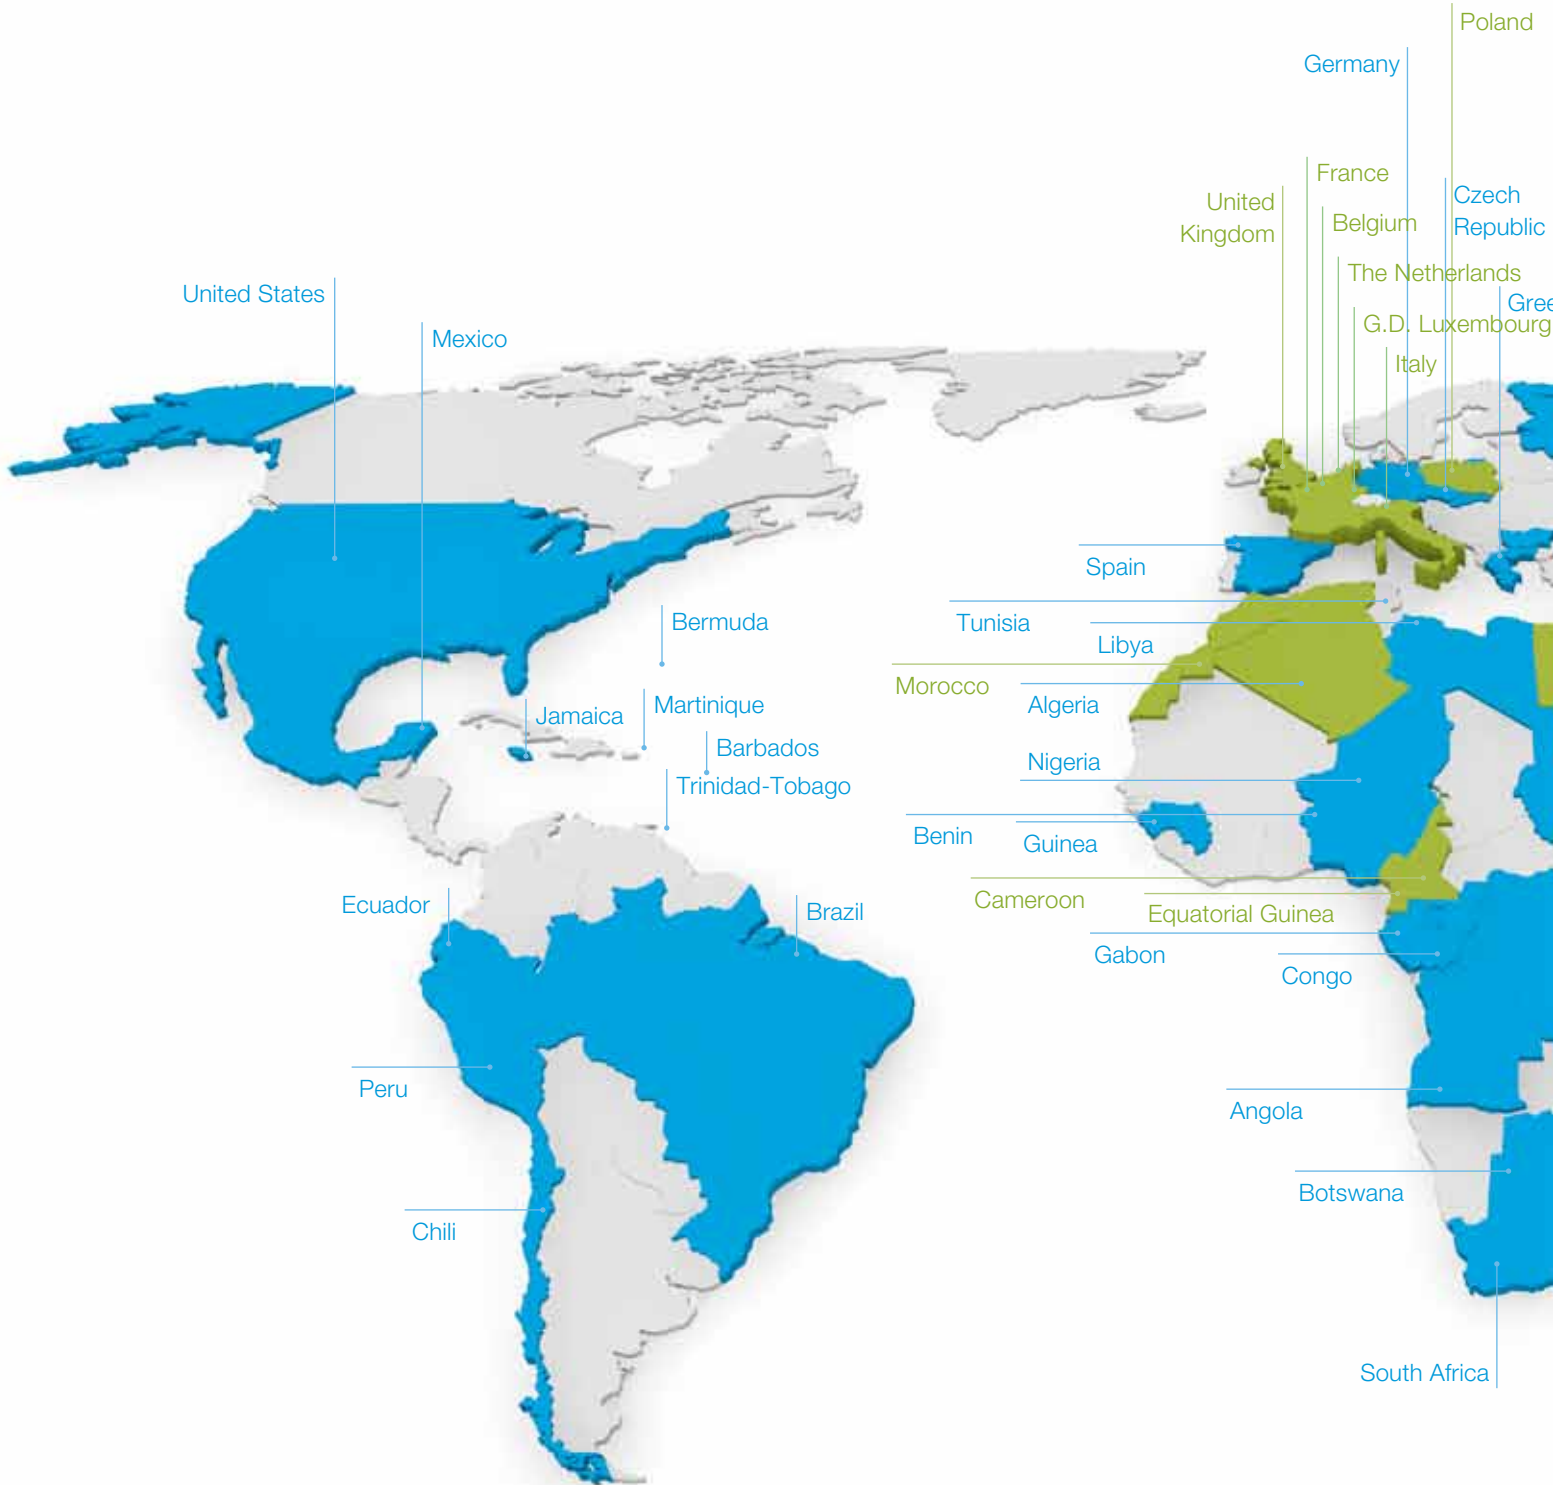 Poland
Germany
France
United
Kingdom
Czech
Republic
Belgium
The Netherlands
United States
Gree
G.D. Luxembourg
Mexico
Italy
Spain
Bermuda
Tunisia
Libya
Morocco
Algeria
Jamaica
Martinique
Barbados
Nigeria
Trinidad-Tobago
Benin
Guinea
Cameroon
Equatorial Guinea
Ecuador
Brazil
Gabon
Congo
Peru
Angola
Botswana
Chili
South Africa